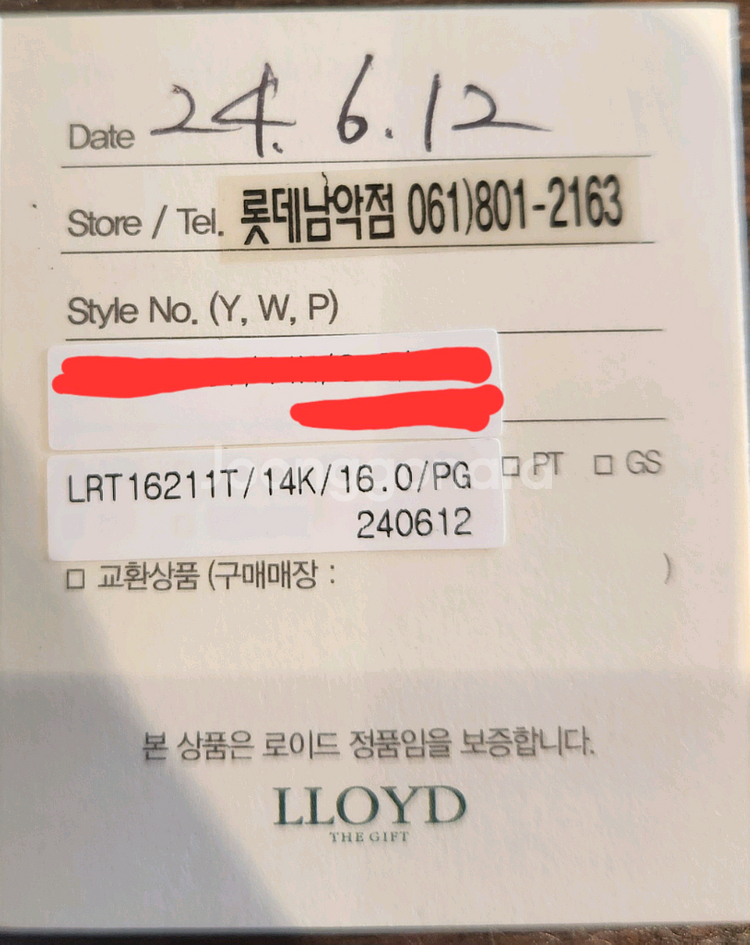 Date 24. 6. 12
Store / Tel. 롯데남악점 061)801-2163
Style No. (Y, W, P)
LRT16211T/14K/16.0/PG □ PT □ GS
240612
□ 교환상품 (구매매장 : )
본 상품은 로이드 정품임을 보증합니다.
LLOYD
THE GIFT
Joonggonara